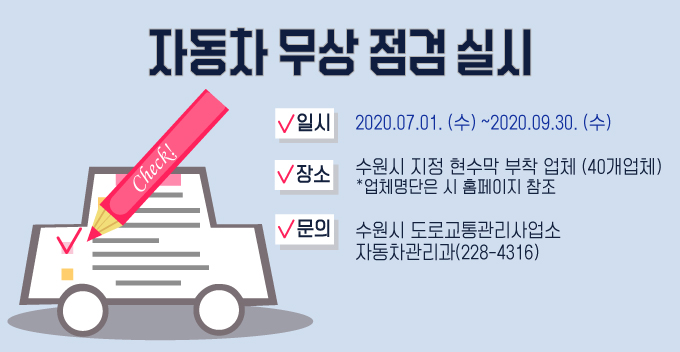 자동차 무상 점검 실시
Check!
일시 2020.07.01. (수) ~2020.09.30. (수)
장소 수원시 지정 현수막 부착 업체 (40개업체)
*업체명단은 시 홈페이지 참조
문의 수원시 도로교통관리사업소
자동차관리과(228-4316)